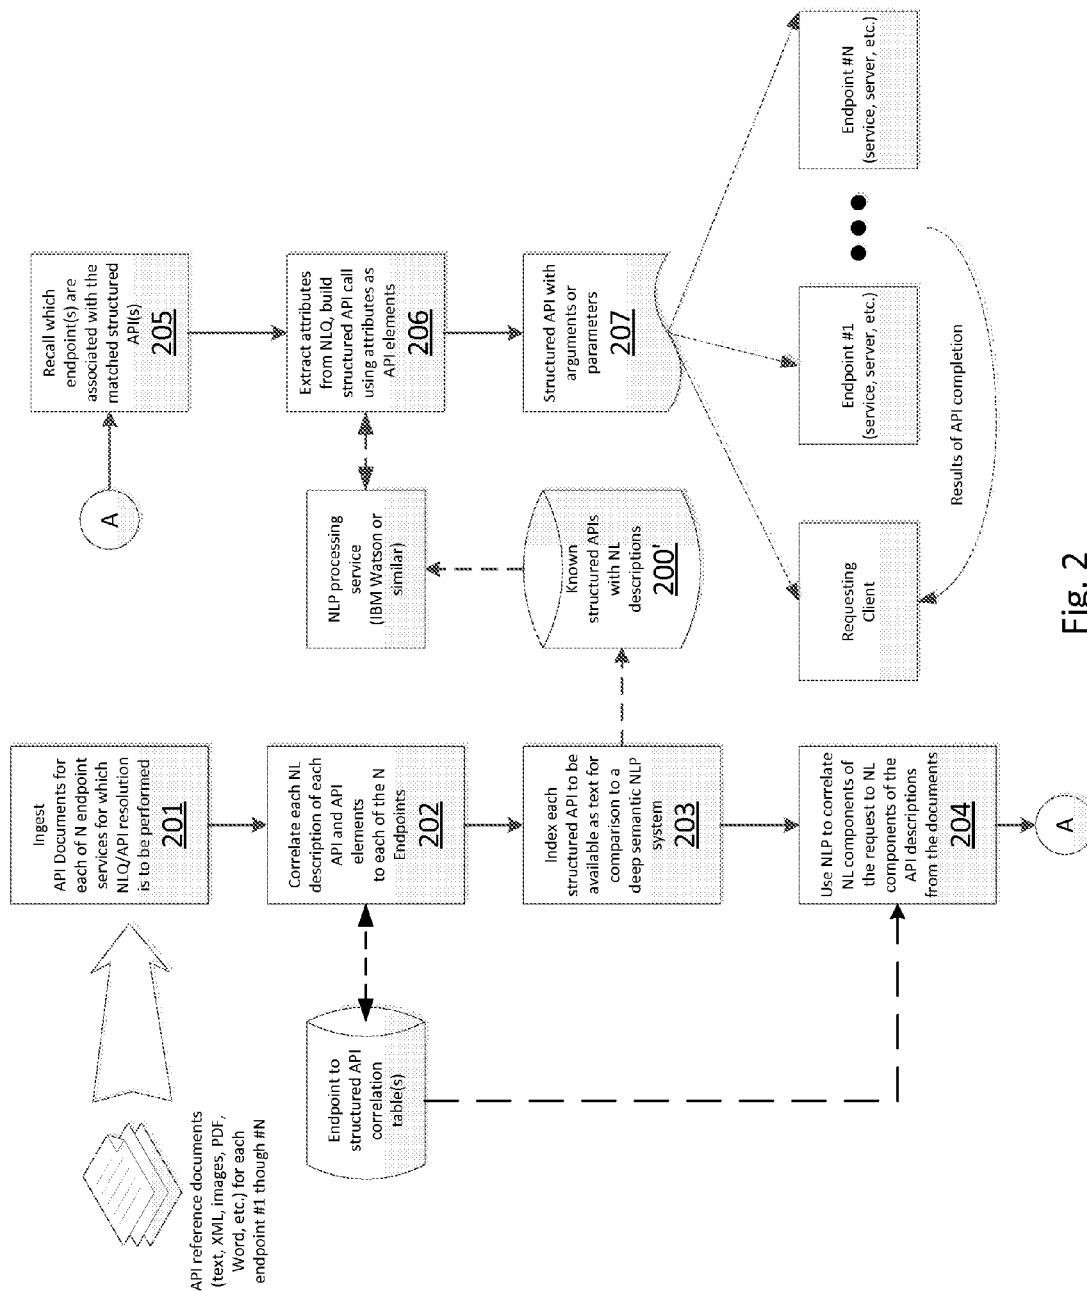 API reference documents
(text, XML, images, PDF,
Word, etc.) for each
endpoint #1 though #N
Ingest
API Documents for
each of N endpoint
services for which
NLQ/API resolution
is to be performed
201
Endpoint to
structured API
correlation
table(s)
Correlate each NL
description of each
API and API
elements
to each of the N
Endpoints
202
Index each
structured API to be
available as text for
comparison to a
deep semantic NLP
system
203
Use NLP to correlate
NL components of
the request to NL
components of the
API descriptions
from the documents
204
A
A
Recall which
endpoint(s) are
associated with the
matched structured
API(s)
205
NLP processing
service
(IBM Watson or
similar)
Extract attributes
from NLQ, build
structured API call
using attributes as
API elements
206
Known
structured APIs
with NL
descriptions
200'
Structured API with
arguments or
parameters
207
Requesting
Client
Endpoint #1
(service, server, etc.)
Endpoint #N
(service, server, etc.)
Results of API completion
Fig. 2